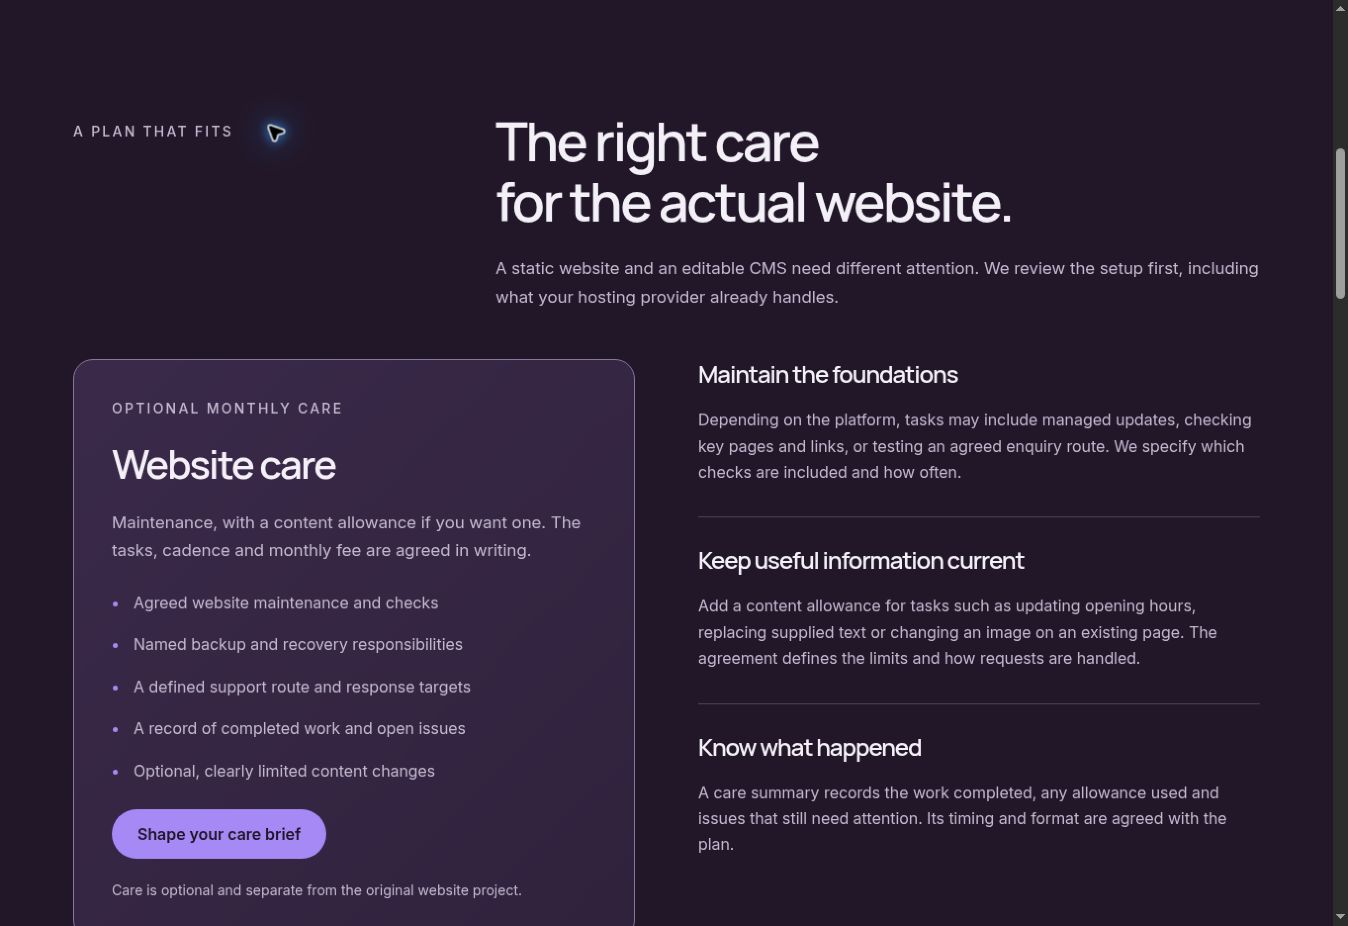 A PLAN THAT FITS
The right care
for the actual website.
A static website and an editable CMS need different attention. We review the setup first, including
what your hosting provider already handles.
OPTIONAL MONTHLY CARE
Website care
Maintenance, with a content allowance if you want one. The
tasks, cadence and monthly fee are agreed in writing.
Agreed website maintenance and checks
Named backup and recovery responsibilities
A defined support route and response targets
A record of completed work and open issues
Optional, clearly limited content changes
Shape your care brief
Care is optional and separate from the original website project.
Maintain the foundations
Depending on the platform, tasks may include managed updates, checking
key pages and links, or testing an agreed enquiry route. We specify which
checks are included and how often.
Keep useful information current
Add a content allowance for tasks such as updating opening hours,
replacing supplied text or changing an image on an existing page. The
agreement defines the limits and how requests are handled.
Know what happened
A care summary records the work completed, any allowance used and
issues that still need attention. Its timing and format are agreed with the
plan.